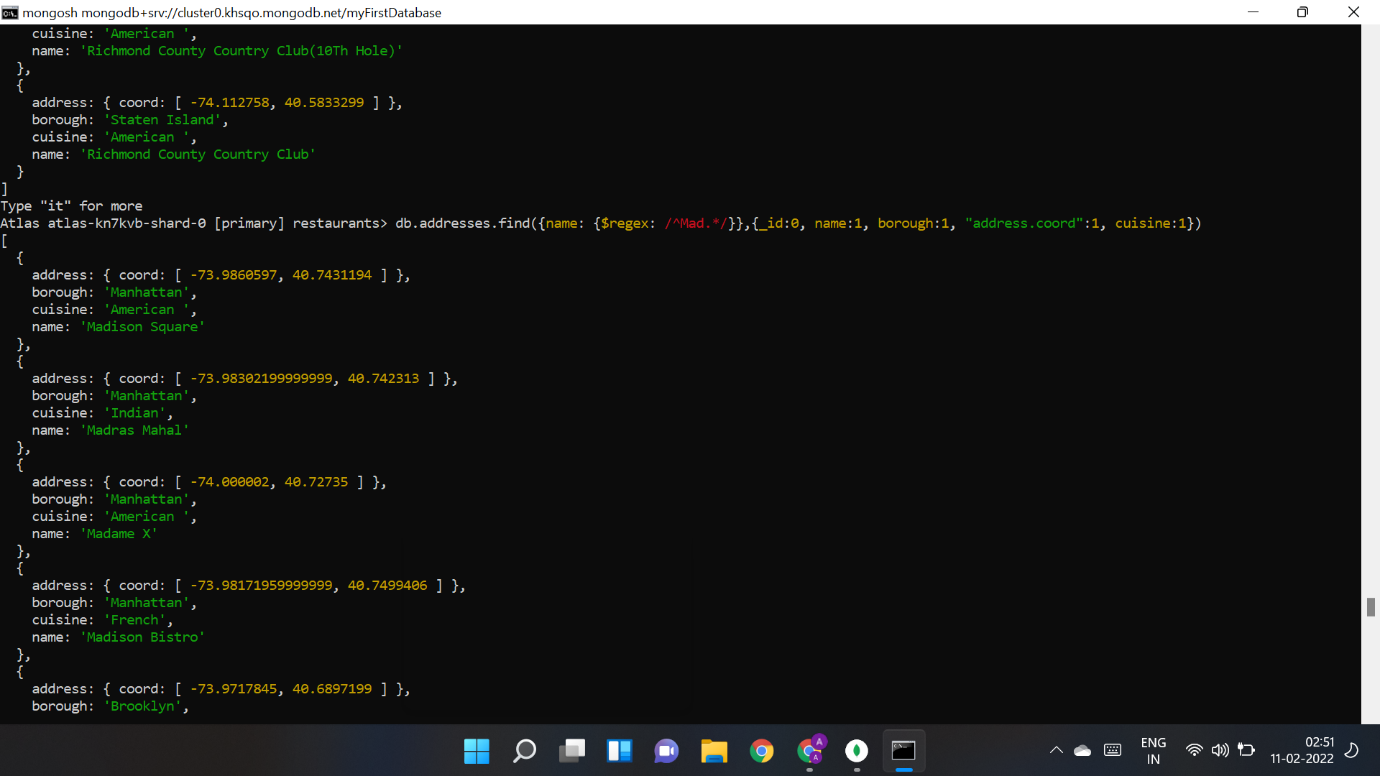 mongosh mongodb+srv://cluster0.khsqo.mongodb.net/myFirstDatabase
cuisine: 'American ',
name: 'Richmond County Country Club(10Th Hole)'
},
{
address: { coord: [ -74.112758, 40.5833299 ] },
borough: 'Staten Island',
cuisine: 'American ',
name: 'Richmond County Country Club'
}
]
Type "it" for more
Atlas atlas-kn7kvb-shard-0 [primary] restaurants> db.addresses.find({name: {$regex: /^Mad.*/}},{_id:0, name:1, borough:1, "address.coord":1, cuisine:1})
[
{
address: { coord: [ -73.9860597, 40.7431194 ] },
borough: 'Manhattan',
cuisine: 'American ',
name: 'Madison Square'
},
{
address: { coord: [ -73.98302199999999, 40.742313 ] },
borough: 'Manhattan',
cuisine: 'Indian',
name: 'Madras Mahal'
},
{
address: { coord: [ -74.000002, 40.72735 ] },
borough: 'Manhattan',
cuisine: 'American ',
name: 'Madame X'
},
{
address: { coord: [ -73.98171959999999, 40.7499406 ] },
borough: 'Manhattan',
cuisine: 'French',
name: 'Madison Bistro'
},
{
address: { coord: [ -73.9717845, 40.6897199 ] },
borough: 'Brooklyn',
A
A
ENG
IN
02:51
11-02-2022